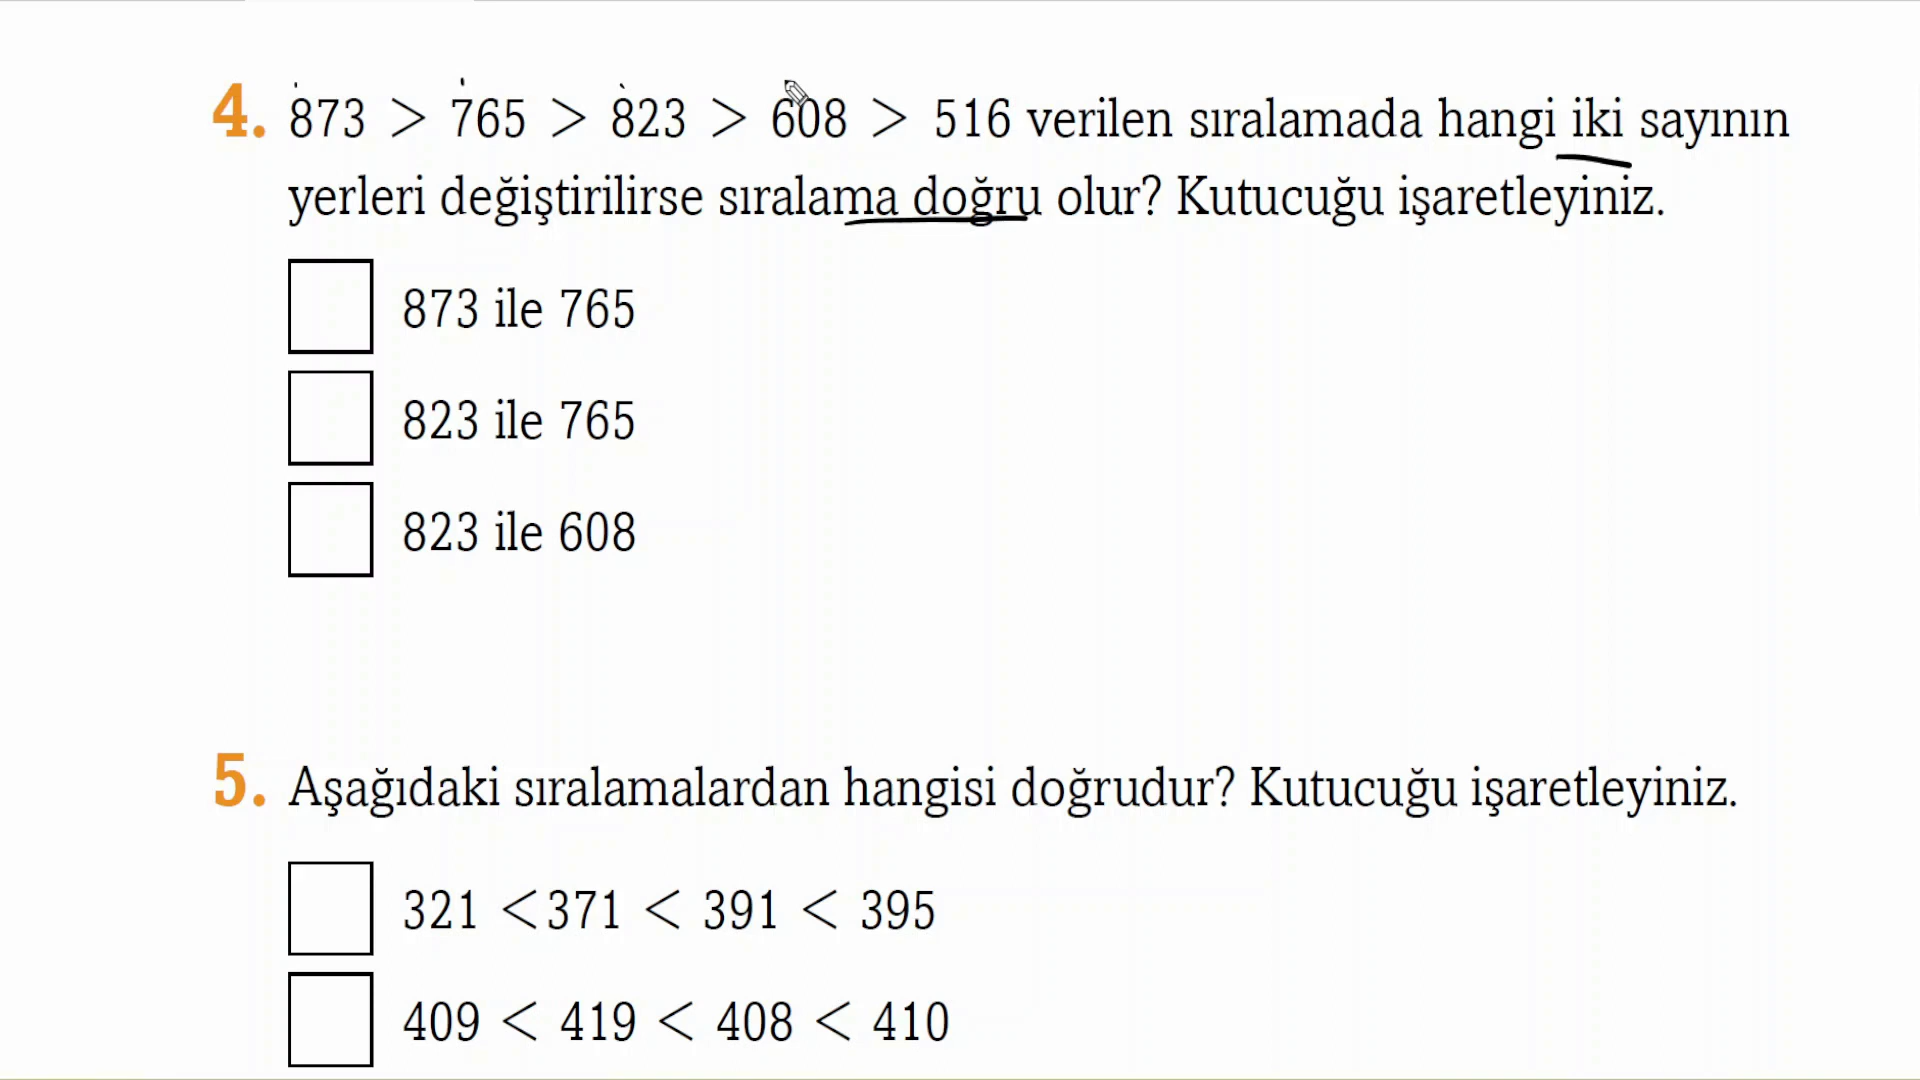 4. 873 > 765 > 823 > 608 > 516 verilen sıralamada hangi iki sayının
yerleri değiştirilirse sıralama doğru olur? Kutucuğu işaretleyiniz.
873 ile 765
823 ile 765
823 ile 608
5. Aşağıdaki sıralamalardan hangisi doğrudur? Kutucuğu işaretleyiniz.
321 <371 < 391 < 395
409 < 419 < 408 < 410